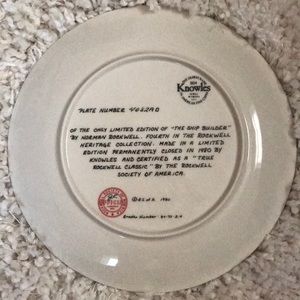 Knowles
PLATE NUMBER
OF THE ONLY LIMITED EDITION OF "THE SHIP BUILDER"
BY NORMAN ROCKWELL. FOURTH IN THE ROCKWELL
HERITAGE COLLECTION. MADE IN A LIMITED
EDITION PERMANENTLY CLOSED IN 1980 BY
KNOWLES AND CERTIFIED AS A "TRUE
ROCKWELL CLASSIC" BY THE ROCKWELL
SOCIETY OF AMERICA.
1980